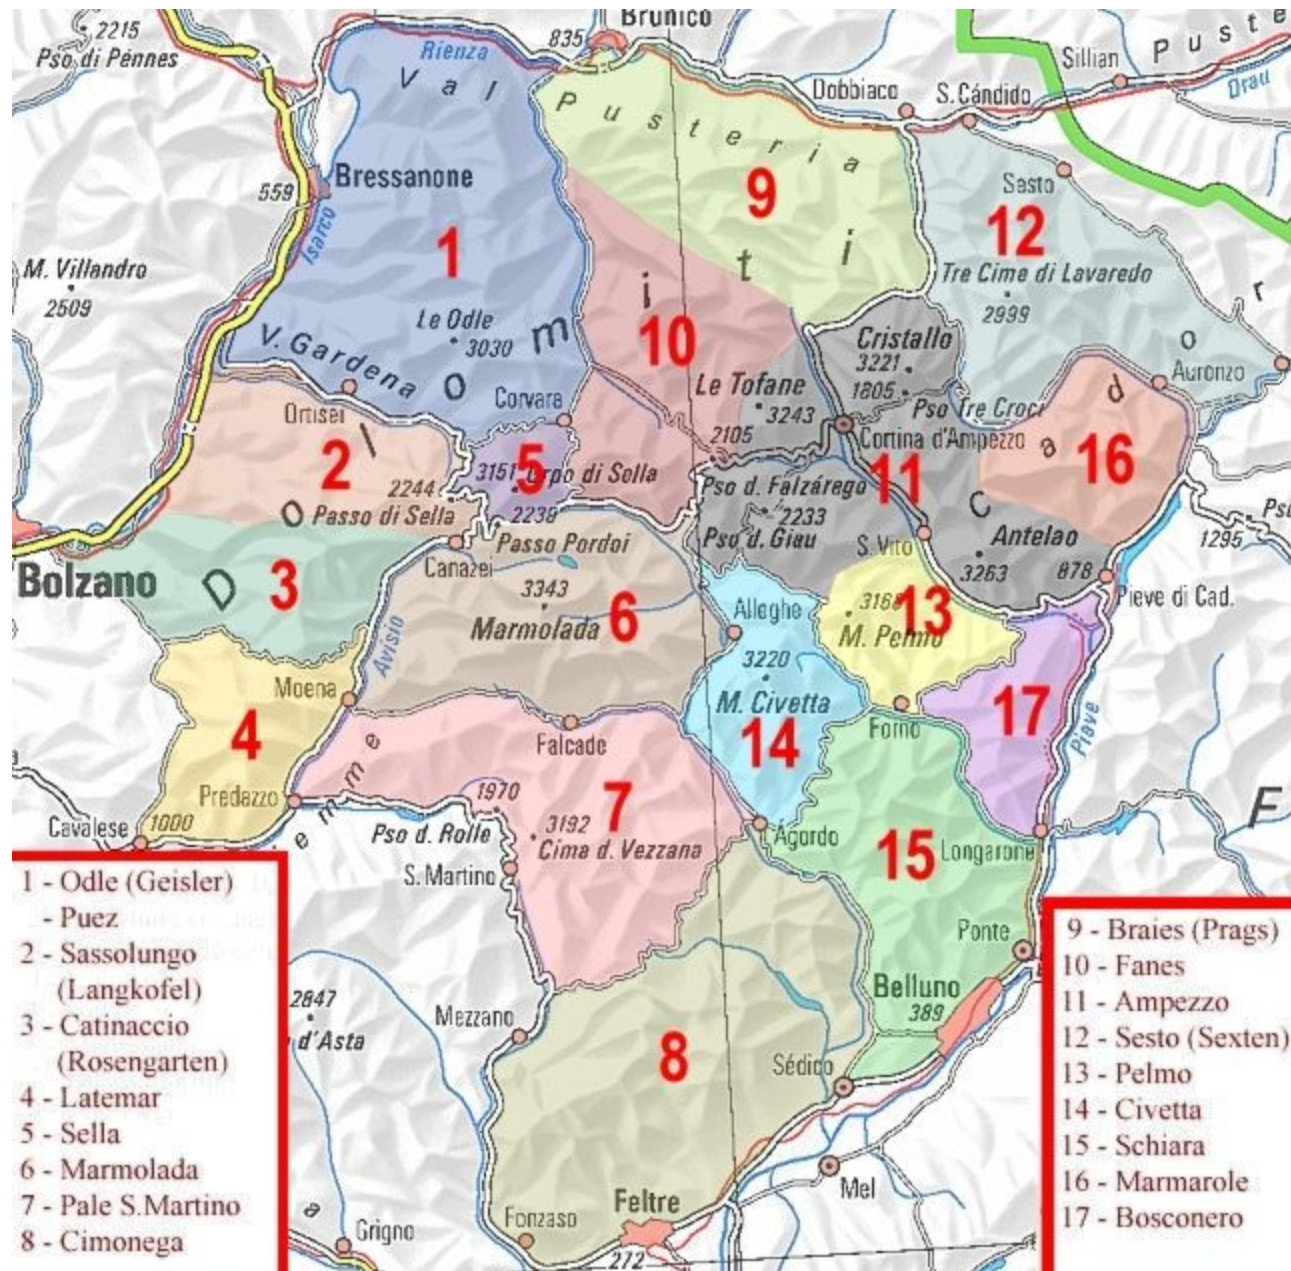 2215
Pso di Pénnes
835
Brunico
Rienza
Val
Pusteria
Sillian
Puste
Drau
Dobbiaco
S. Cándido
Bressanone
559
Isarco
9
Sesto
1
12
M. Villandro
2509
Tre Cime di Lavaredo
2999
Dolomiti
Le Odle
3030
V. Gardena
10
Cristallo
3221
1805
Cador
Auronzo
Ortisei
Corvara
Le Tofane
3243
Pso Tre Croci
Cortina d'Ampezzo
2105
2
5
11
16
3151
Grpo di Sella
2244
Passo di Sella
2239
Pso d. Falzárego
2233
Pso d. Giau
S. Vito
Antelao
3263
878
1295
Passo Pordoi
Canazei
Bolzano
3
3343
Marmolada
6
Avisio
Alleghe
3168
13
M. Pelmo
Pieve di Cad.
3220
M. Civetta
14
17
Piave
Moena
4
Falcade
Forno
Predazzo
emme
7
1970
Pso d. Rolle
3192
Cima d. Vezzana
Cavalese
1000
S. Martino
Agordo
15
Longarone
F
Ponte
Belluno
389
2847
d'Asta
Mezzano
8
Sédico
Mel
Feltre
Fonzaso
272
Grigno
a
1 - Odle (Geisler)
- Puez
2 - Sassolungo
(Langkofel)
3 - Catinaccio
(Rosengarten)
4 - Latemar
5 - Sella
6 - Marmolada
7 - Pale S.Martino
8 - Cimonega
9 - Braies (Prags)
10 - Fanes
11 - Ampezzo
12 - Sesto (Sexten)
13 - Pelmo
14 - Civetta
15 - Schiara
16 - Marmarole
17 - Bosconero